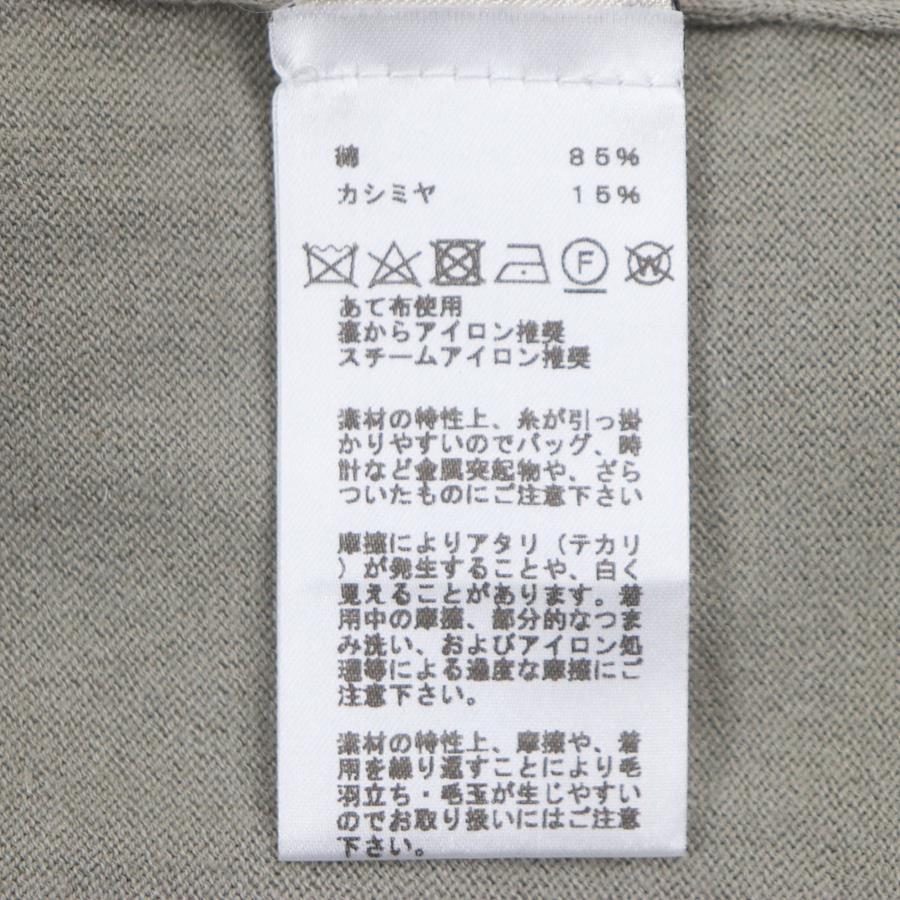 綿 85%
カシミヤ 15%
F W
あて布使用
裏からアイロン推奨
スチームアイロン推奨
素材の特性上、糸が引っ掛
かりやすいのでバッグ、時
計など金属突起物や、ざら
ついたものにご注意下さい
摩擦によりアタリ（テカリ
）が発生することや、白く
見えることがあります。着
用中の摩擦、部分的なつま
み洗い、およびアイロン処
理等による過度な摩擦にご
注意下さい。
素材の特性上、摩擦や、着
用を繰り返すことにより毛
羽立ち・毛玉が生じやすい
のでお取り扱いにはご注意
下さい。